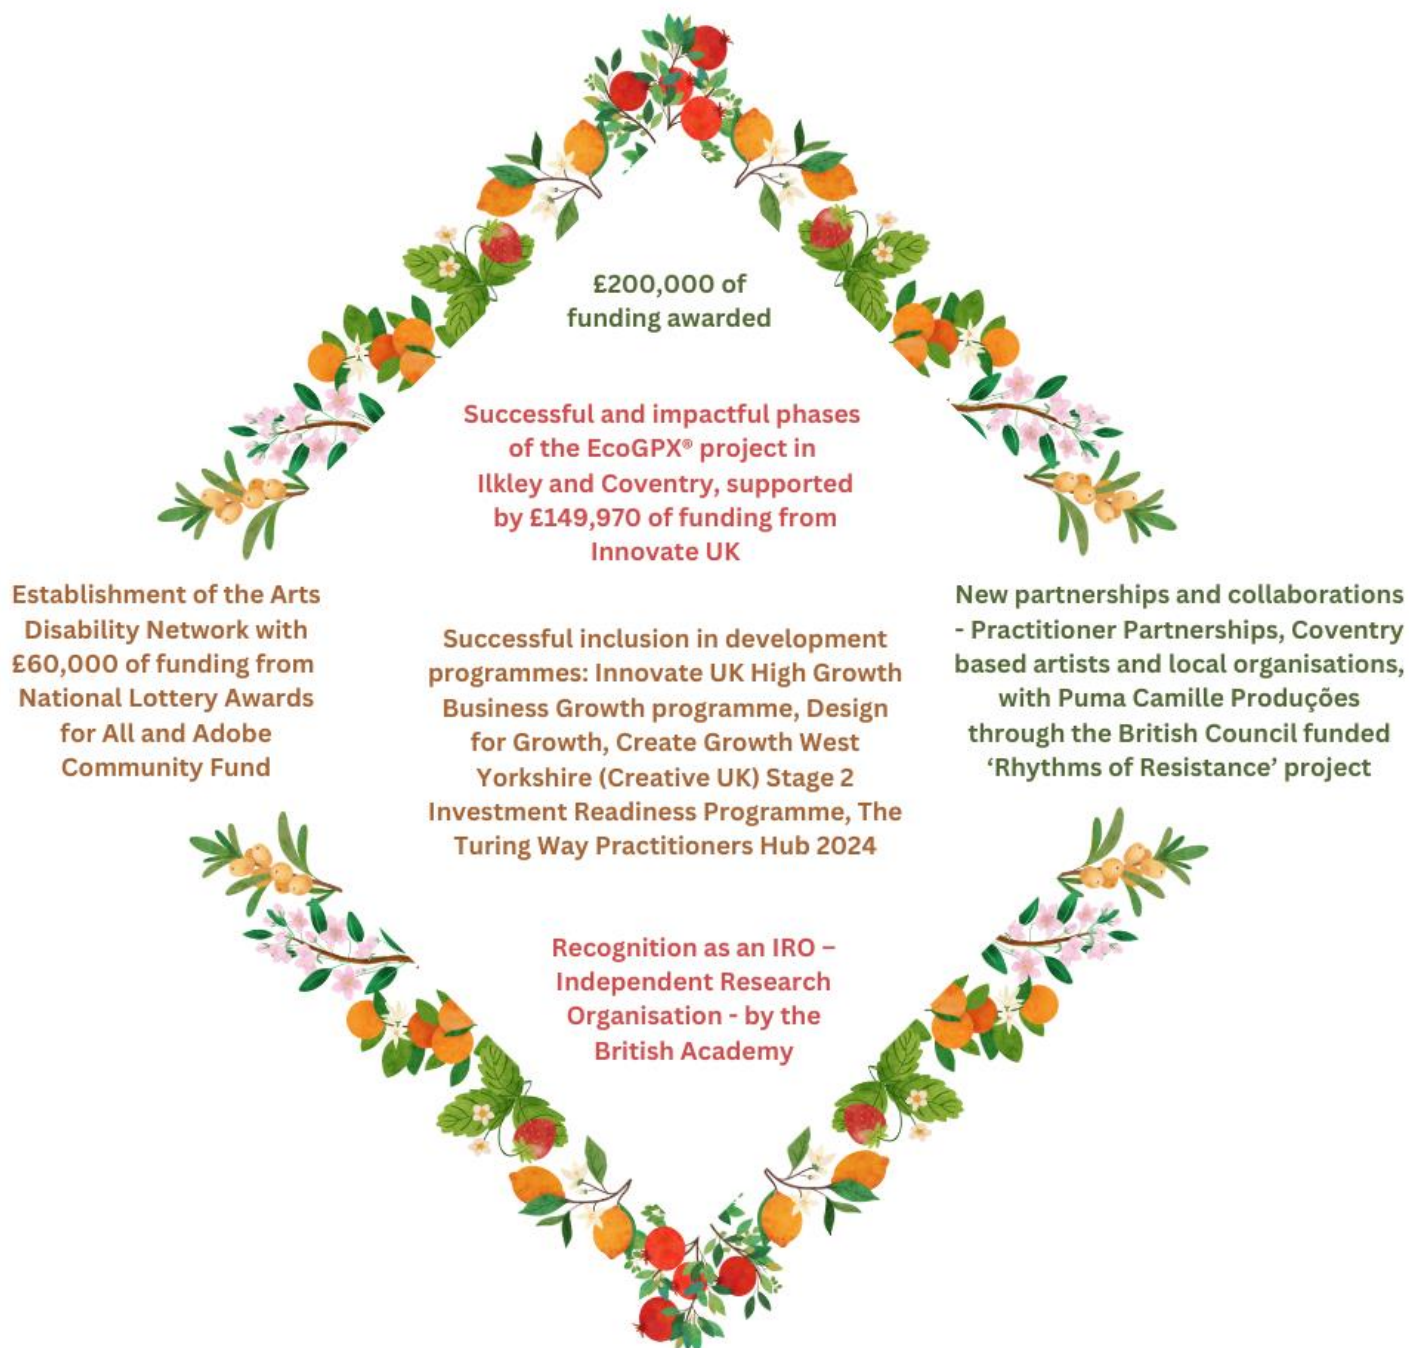 £200,000 of
funding awarded
Successful and impactful phases
of the EcoGPX® project in
Ilkley and Coventry, supported
by £149,970 of funding from
Innovate UK
Establishment of the Arts
Disability Network with
£60,000 of funding from
National Lottery Awards
for All and Adobe
Community Fund
Successful inclusion in development
programmes: Innovate UK High Growth
Business Growth programme, Design
for Growth, Create Growth West
Yorkshire (Creative UK) Stage 2
Investment Readiness Programme, The
Turing Way Practitioners Hub 2024
New partnerships and collaborations
- Practitioner Partnerships, Coventry
based artists and local organisations,
with Puma Camille Produções
through the British Council funded
‘Rhythms of Resistance’ project
Recognition as an IRO –
Independent Research
Organisation - by the
British Academy